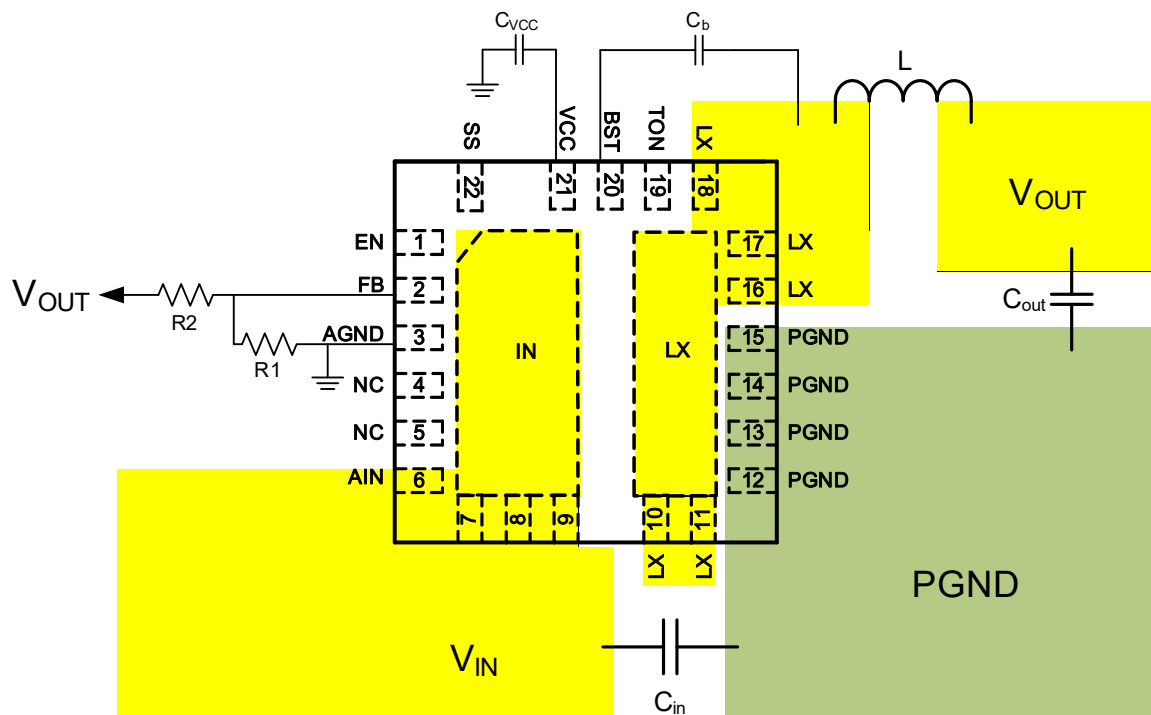 CVCC
Cb
L
SS
VCC
BST
TON
LX
22
21
20
19
18
VOUT
EN
1
17
LX
FB
2
16
LX
VOUT
R2
Cout
AGND
3
15
PGND
IN
LX
R1
NC
4
14
PGND
NC
5
13
PGND
AIN
6
12
PGND
7
8
9
10
11
LX
LX
PGND
VIN
Cin